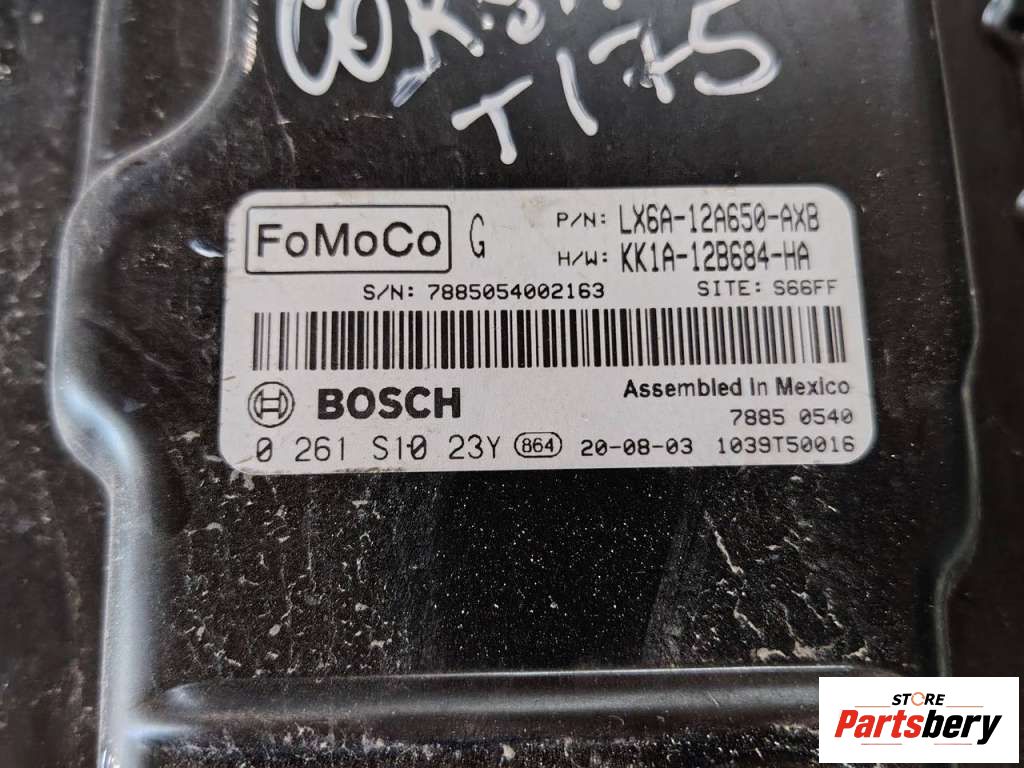 T175
FoMoCo G P/N: LX6A-12A650-AXB
H/W: KK1A-12B684-HA
S/N: 7885054002163 SITE: S66FF
BOSCH Assembled in Mexico
7885 0540
0 261 S10 23Y 864 20-08-03 1039T50016
STORE
Partsbery